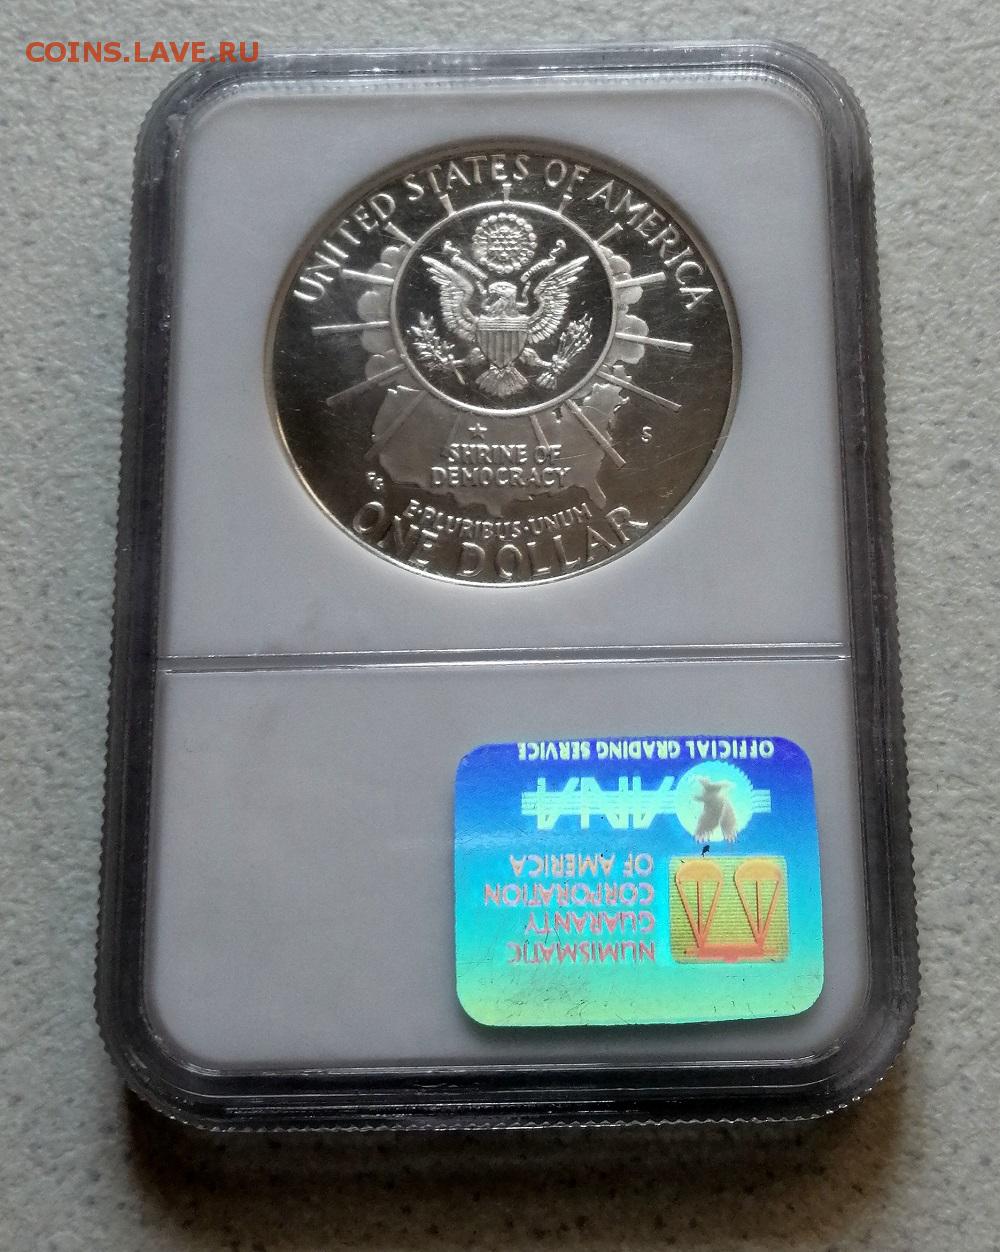 COINS.LAVE.RU
UNITED STATES OF AMERICA
S
SHRINE OF
DEMOCRACY
FG
E·PLURIBUS·UNUM
ONE DOLLAR
OFFICIAL GRADING SERVICE
ANA
NUMISMATIC
GUARANTY
CORPORATION
OF AMERICA